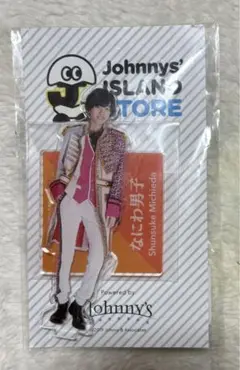 Johnnys'
ISLAND
STORE
なにわ男子
Shunsuke Michieda
Powered by
Johnny's